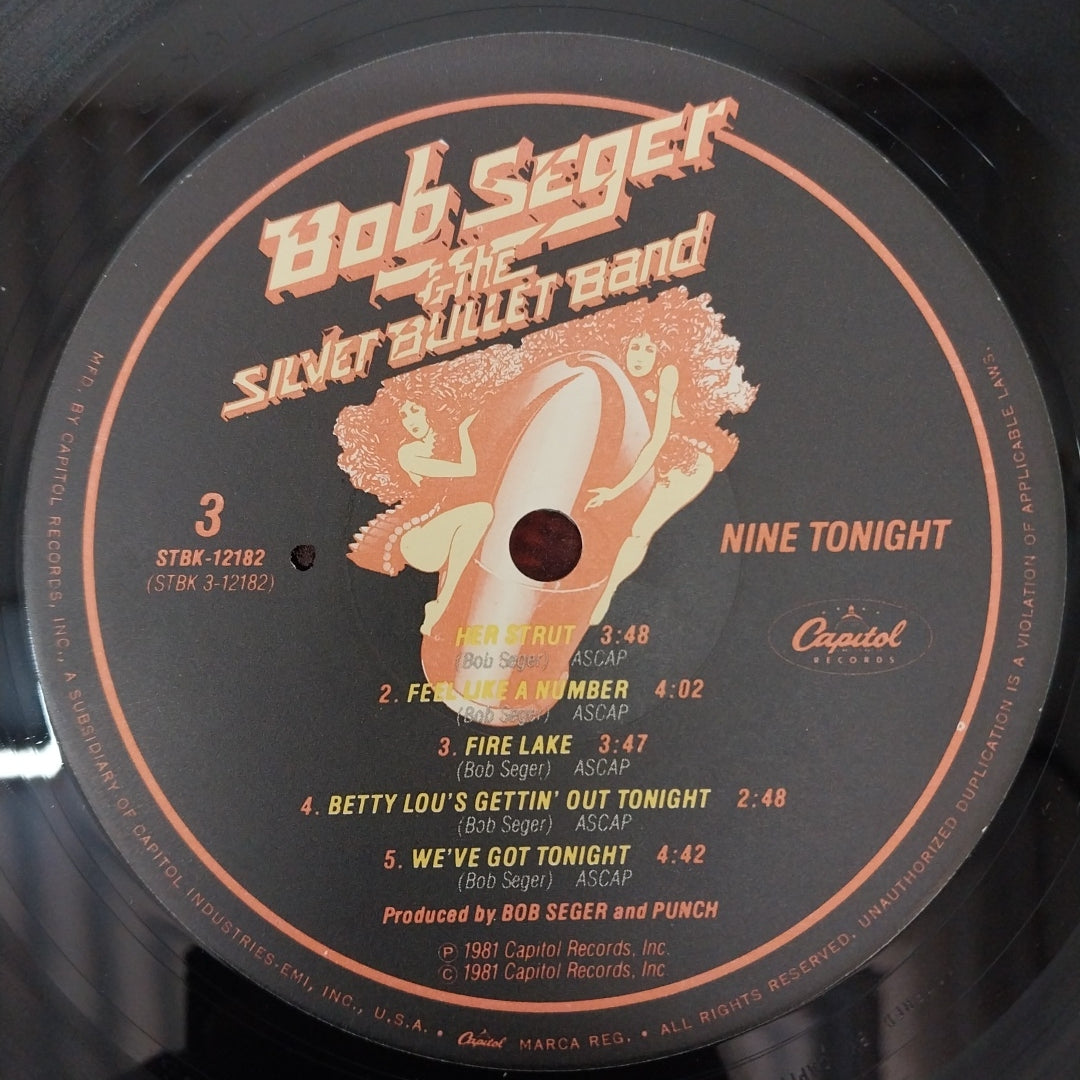 Bob Seger
& THE
SILVER BULLET BAND
3
STBK-12182
(STBK 3-12182)
NINE TONIGHT
Capitol
RECORDS
HER STRUT 3:48
(Bob Seger) ASCAP
2. FEEL LIKE A NUMBER 4:02
(Bob Seger) ASCAP
3. FIRE LAKE 3:47
(Bob Seger) ASCAP
4. BETTY LOU'S GETTIN' OUT TONIGHT 2:48
(Bob Seger) ASCAP
5. WE'VE GOT TONIGHT 4:42
(Bob Seger) ASCAP
Produced by BOB SEGER and PUNCH
Ⓟ 1981 Capitol Records, Inc.
© 1981 Capitol Records, Inc
MFD. BY CAPITOL RECORDS, INC., A SUBSIDIARY OF CAPITOL INDUSTRIES-EMI, INC., U.S.A. • Capitol MARCA REG. • ALL RIGHTS RESERVED. UNAUTHORIZED DUPLICATION IS A VIOLATION OF APPLICABLE LAWS.